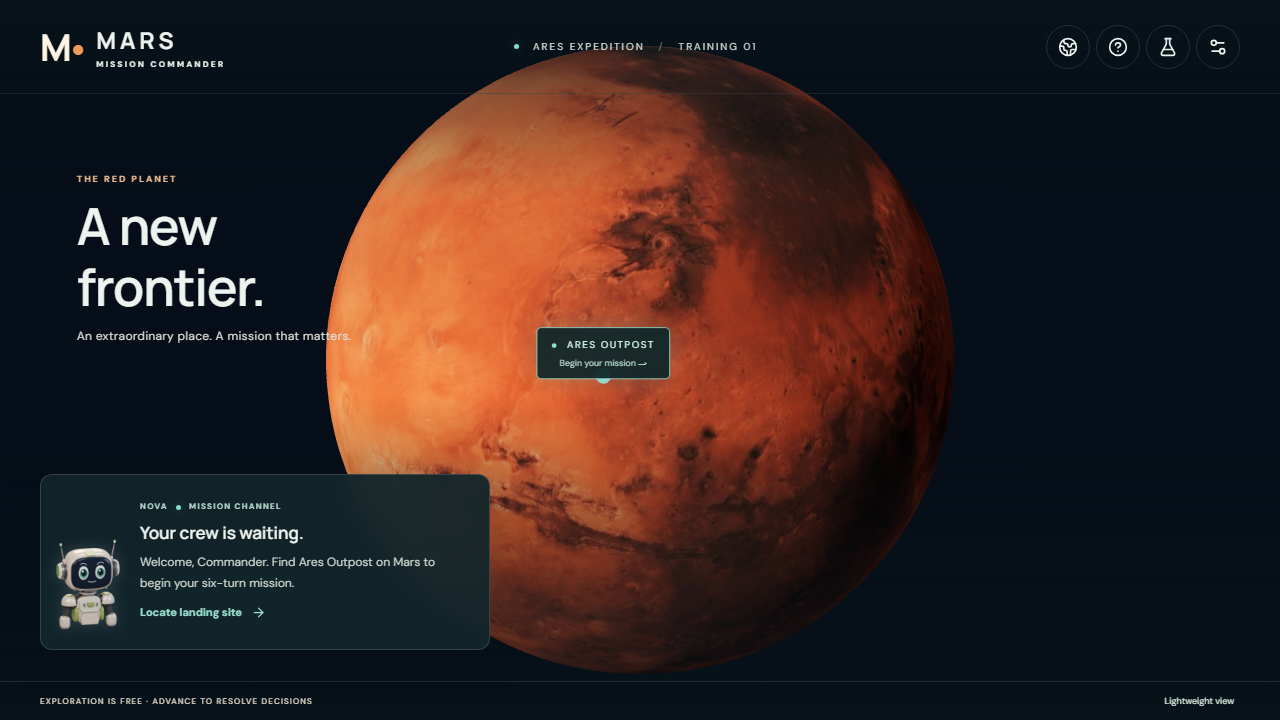 M.
MARS
MISSION COMMANDER
ARES EXPEDITION / TRAINING 01
THE RED PLANET
A new
frontier.
An extraordinary place. A mission that matters.
ARES OUTPOST
Begin your mission →
NOVA • MISSION CHANNEL
Your crew is waiting.
Welcome, Commander. Find Ares Outpost on Mars to
begin your six-turn mission.
Locate landing site →
EXPLORATION IS FREE · ADVANCE TO RESOLVE DECISIONS
Lightweight view